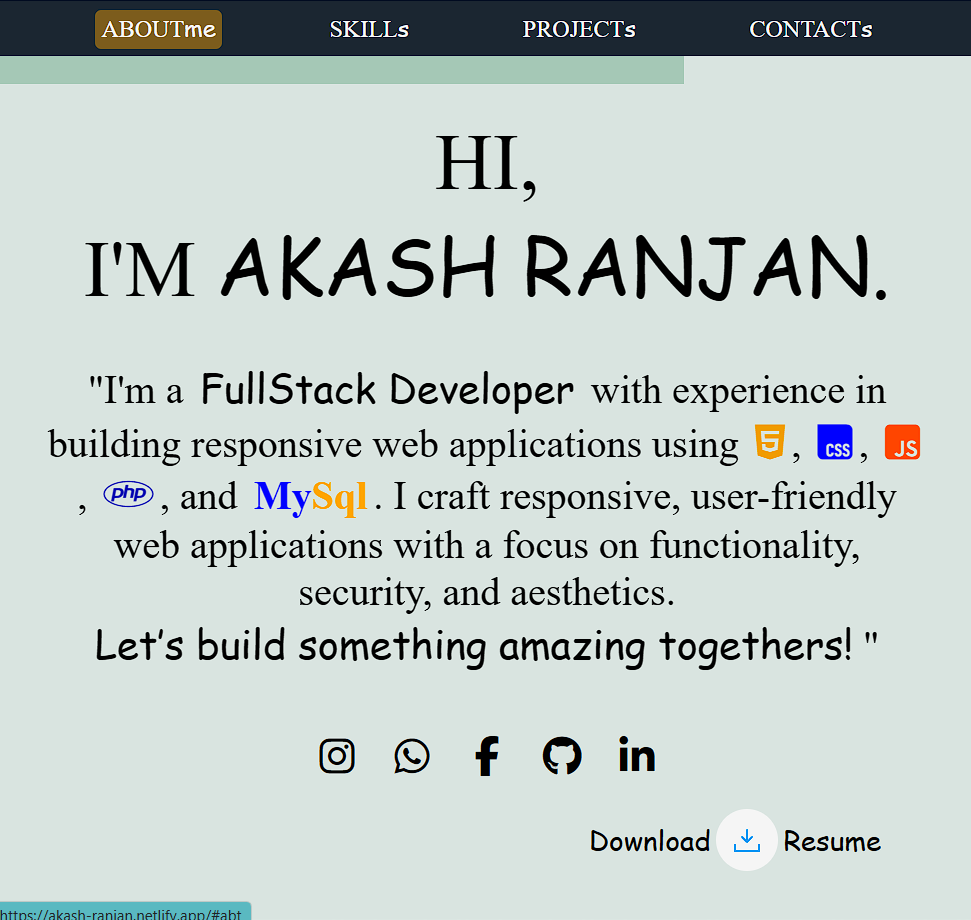 ABOUTme SKILLs PROJECTs CONTACTs
HI,
I'M AKASH RANJAN.
"I'm a FullStack Developer with experience in
building responsive web applications using 5, CSS, JS
, php, and MySql. I craft responsive, user-friendly
web applications with a focus on functionality,
security, and aesthetics.
Let’s build something amazing togethers! "
in
Download Resume
https://akash-ranjan.netlify.app/#abt